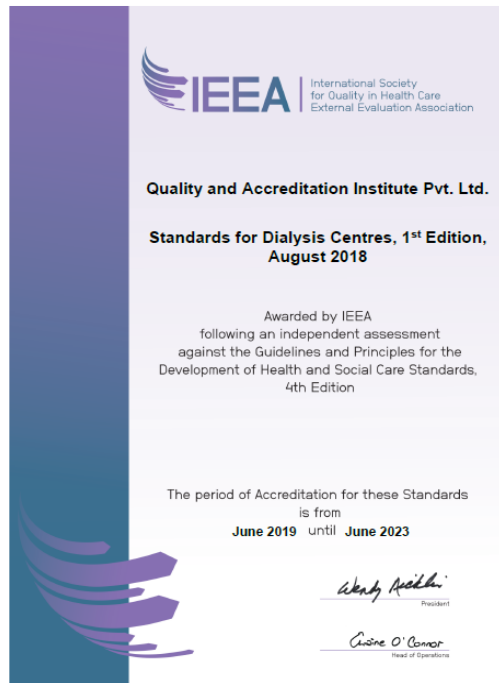 IEEA
International Society
for Quality in Health Care
External Evaluation Association
Quality and Accreditation Institute Pvt. Ltd.
Standards for Dialysis Centres, 1st Edition,
August 2018
Awarded by IEEA
following an independent assessment
against the Guidelines and Principles for the
Development of Health and Social Care Standards,
4th Edition
The period of Accreditation for these Standards
is from
June 2019 until June 2023
Wendy
President
O'Connor
Head of Operations